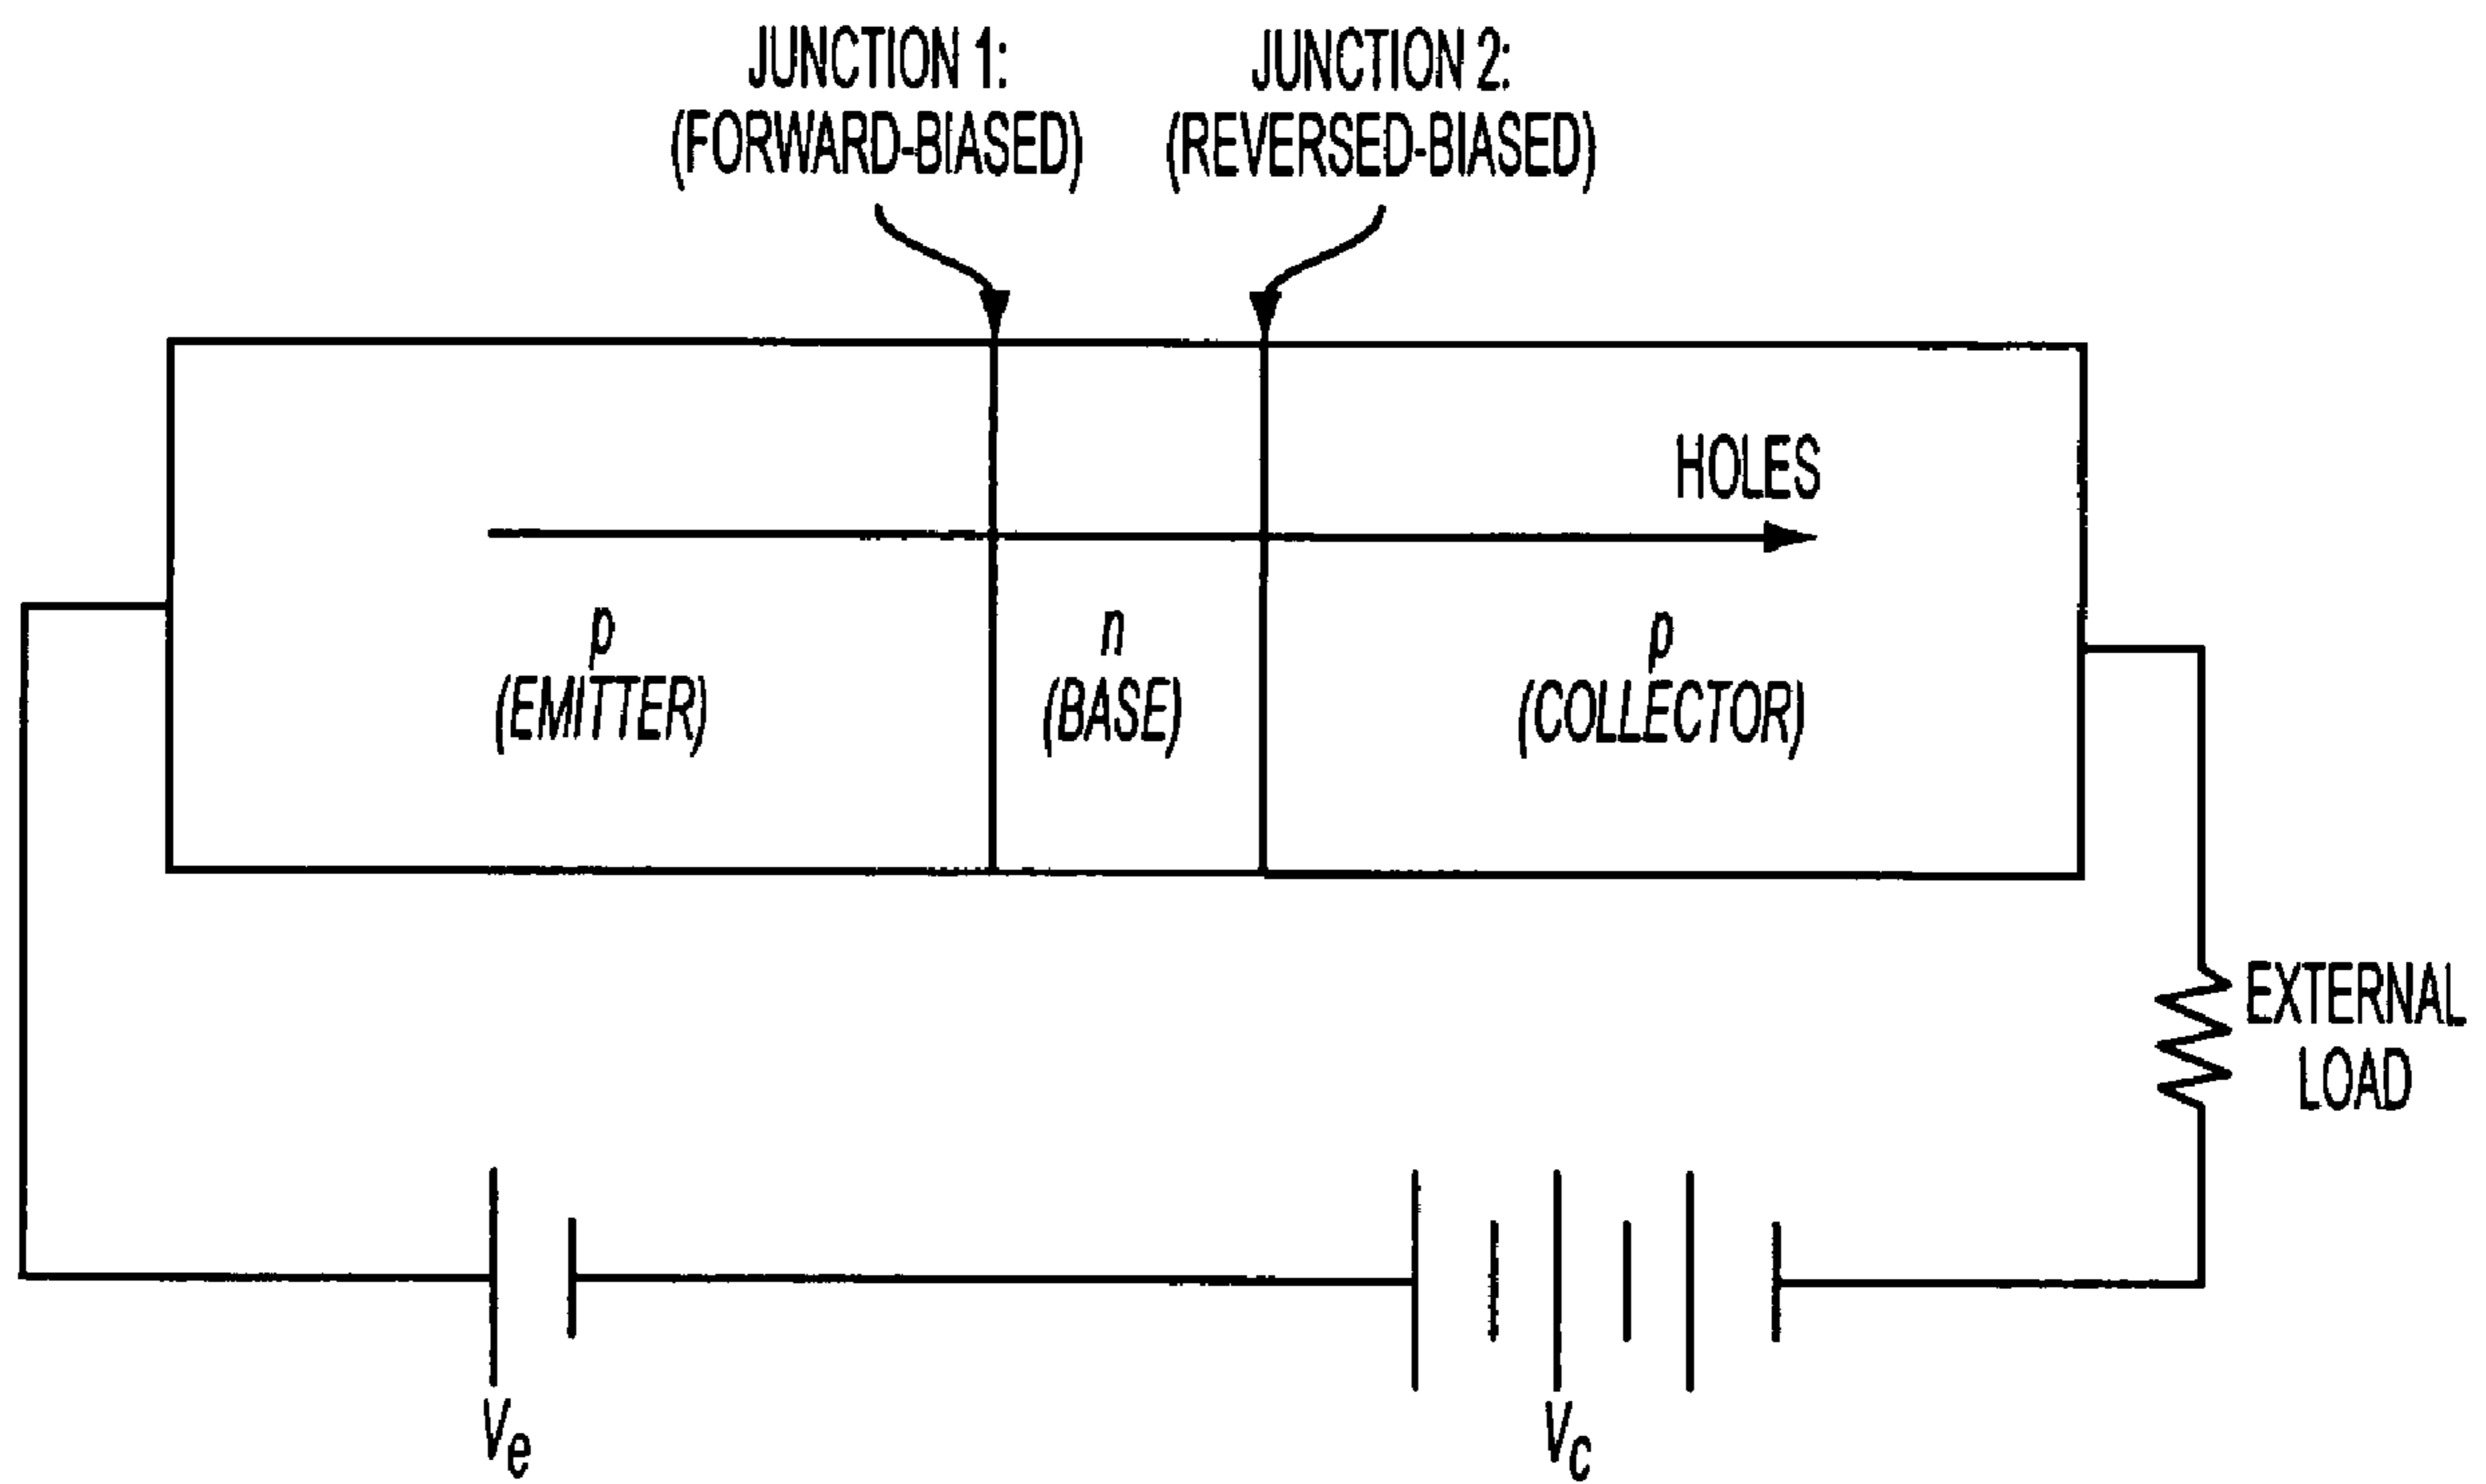 JUNCTION 1:
(FORWARD-BIASED)
JUNCTION 2:
(REVERSED-BIASED)
HOLES
p
(EMITTER)
n
(BASE)
p
(COLLECTOR)
EXTERNAL
LOAD
Ve
Vc